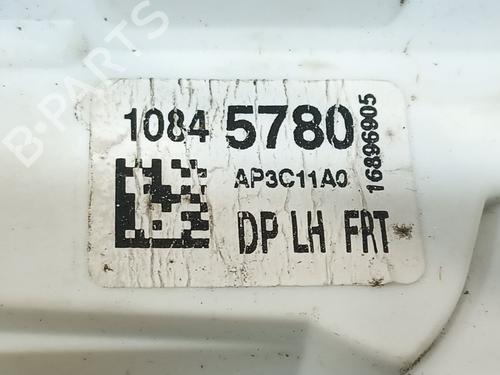 B-PARTS
1084 5780
AP3C11A0
DP LH FRT
16896905